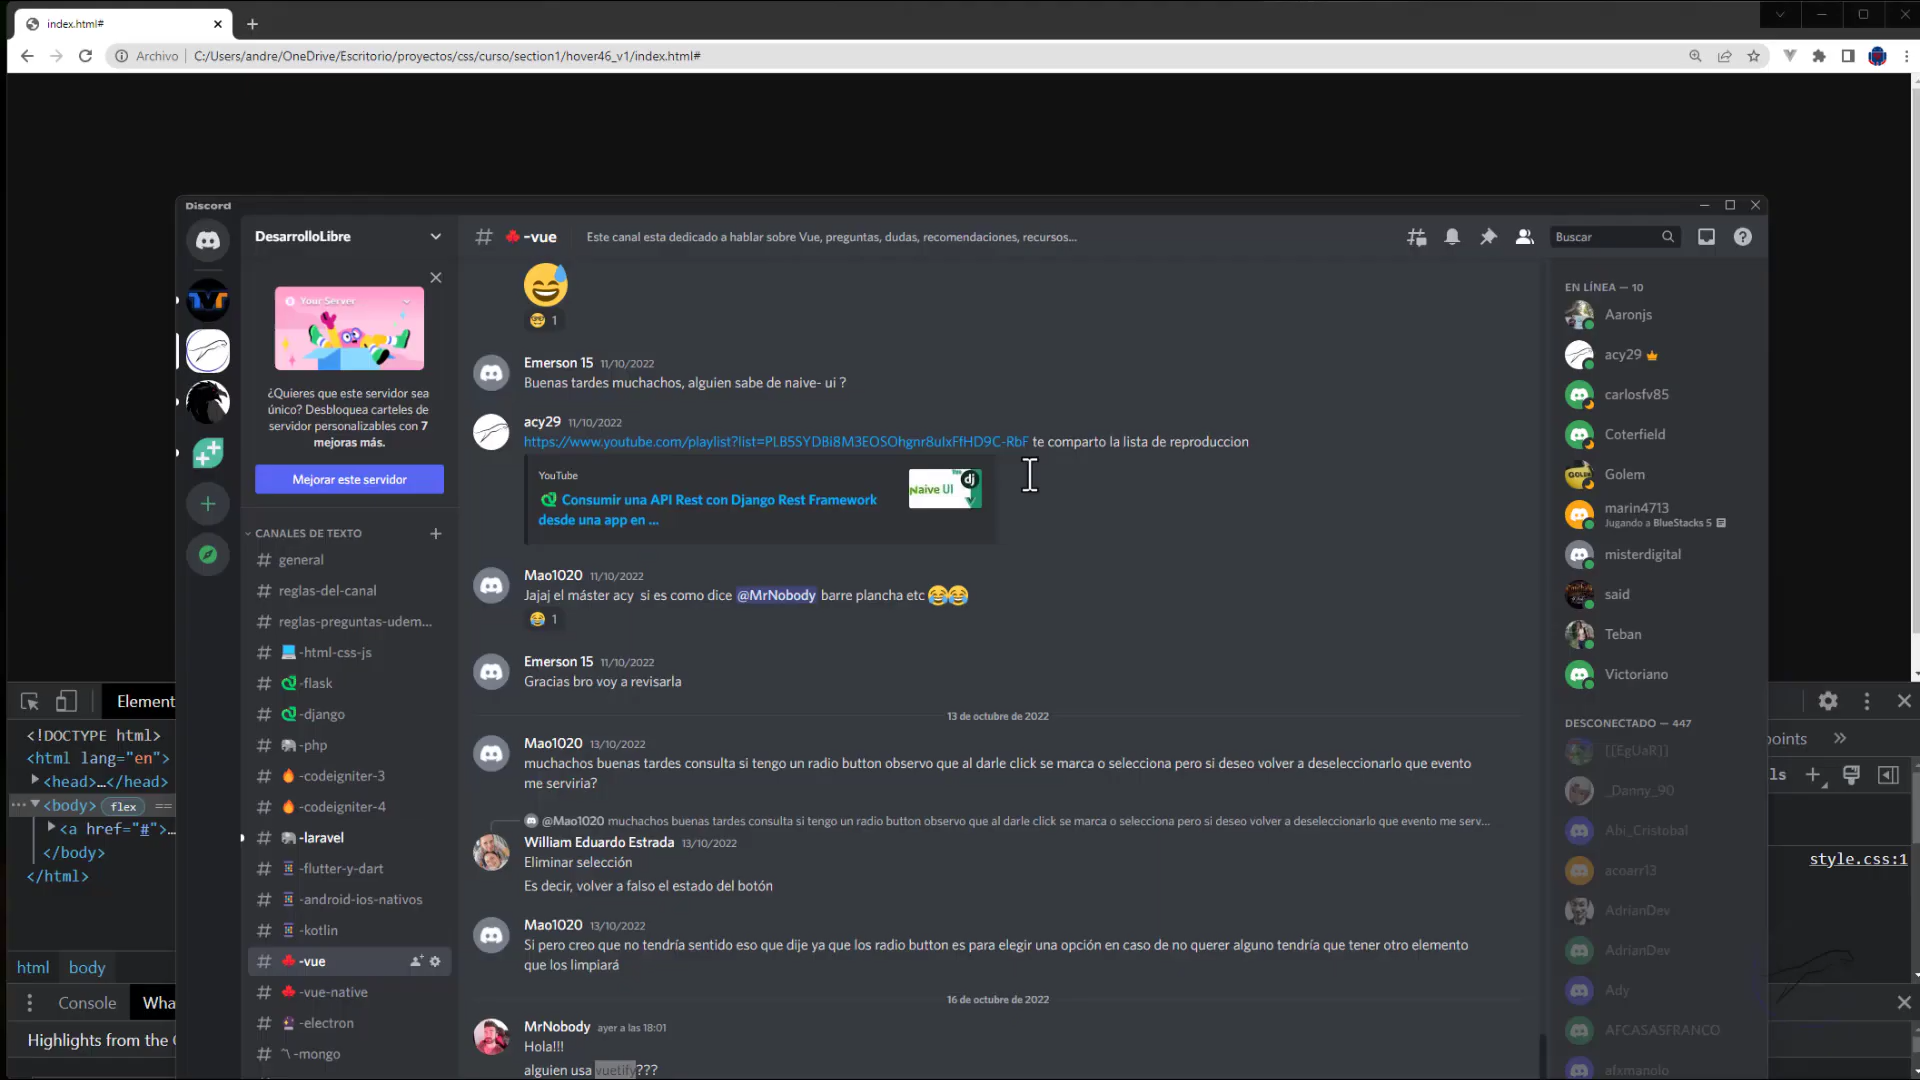 index.html#
Archivo
C:/Users/andre/OneDrive/Escritorio/proyectos/css/curso/section1/hover46_v1/index.html#
Discord
DesarrolloLibre
Your Server
¿Quieres que este servidor sea
único? Desbloquea carteles de
servidor personalizables con 7
mejoras más.
Mejorar este servidor
CANALES DE TEXTO
# general
# reglas-del-canal
# reglas-preguntas-udem...
# -html-css-js
# -flask
# -django
# -php
# -codeigniter-3
# -codeigniter-4
# -laravel
# -flutter-y-dart
# -android-ios-nativos
# -kotlin
# -vue
# -vue-native
# -electron
# -mongo
# -vue
Este canal esta dedicado a hablar sobre Vue, preguntas, dudas, recomendaciones, recursos...
Buscar
1
Emerson 15 11/10/2022
Buenas tardes muchachos, alguien sabe de naive- ui ?
acy29 11/10/2022
https://www.youtube.com/playlist?list=PLB5SYDBi8M3EOSOhgnr8uIxFfHD9C-RbF te comparto la lista de reproduccion
YouTube
Consumir una API Rest con Django Rest Framework
desde una app en ...
Naive UI
dj
Mao1020 11/10/2022
Jajaj el máster acy si es como dice @MrNobody barre plancha etc
1
Emerson 15 11/10/2022
Gracias bro voy a revisarla
13 de octubre de 2022
Mao1020 13/10/2022
muchachos buenas tardes consulta si tengo un radio button observo que al darle click se marca o selecciona pero si deseo volver a deseleccionarlo que evento
me serviria?
@Mao1020 muchachos buenas tardes consulta si tengo un radio button observo que al darle click se marca o selecciona pero si deseo volver a deseleccionarlo que evento me serv...
William Eduardo Estrada 13/10/2022
Eliminar selección
Es decir, volver a falso el estado del botón
Mao1020 13/10/2022
Si pero creo que no tendría sentido eso que dije ya que los radio button es para elegir una opción en caso de no querer alguno tendría que tener otro elemento
que los limpiará
16 de octubre de 2022
MrNobody ayer a las 18:01
Hola!!!
alguien usa vuetify???
EN LÍNEA — 10
Aaronjs
acy29
carlosfv85
Coterfield
Golem
marin4713
Jugando a BlueStacks 5
misterdigital
said
Teban
Victoriano
DESCONECTADO — 447
[[EgUaR]]
_Danny_90
Abi_Cristobal
acoarr13
AdrianDev
AdrianDev
Ady
AFCASASFRANCO
afxmanolo
Element
<!DOCTYPE html>
<html lang="en">
<head>…</head>
<body> flex ==
<a href="#">…
</body>
</html>
html body
Console Wha
Highlights from the
points
ls
style.css:1